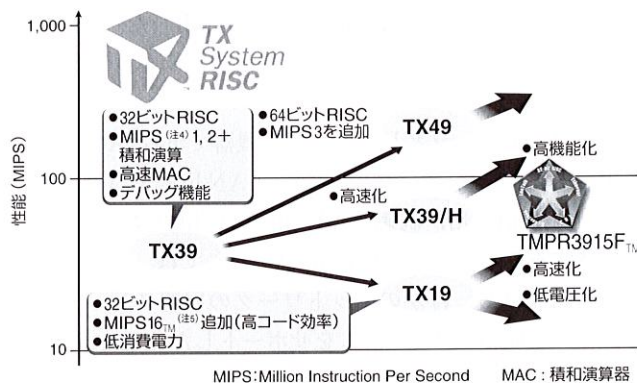 1,000
TX
System
RISC
性能(MIPS)
●32ビットRISC
●MIPS(注4)1, 2+
積和演算
●高速MAC
●デバッグ機能
●64ビットRISC
●MIPS3を追加
TX49
●高機能化
100
●高速化
TX39/H
TX39
TMPR3915FTM
●高速化
TX19
●低電圧化
●32ビットRISC
●MIPS16TM(注5)追加(高コード効率)
●低消費電力
10
MIPS:Million Instruction Per Second MAC:積和演算器